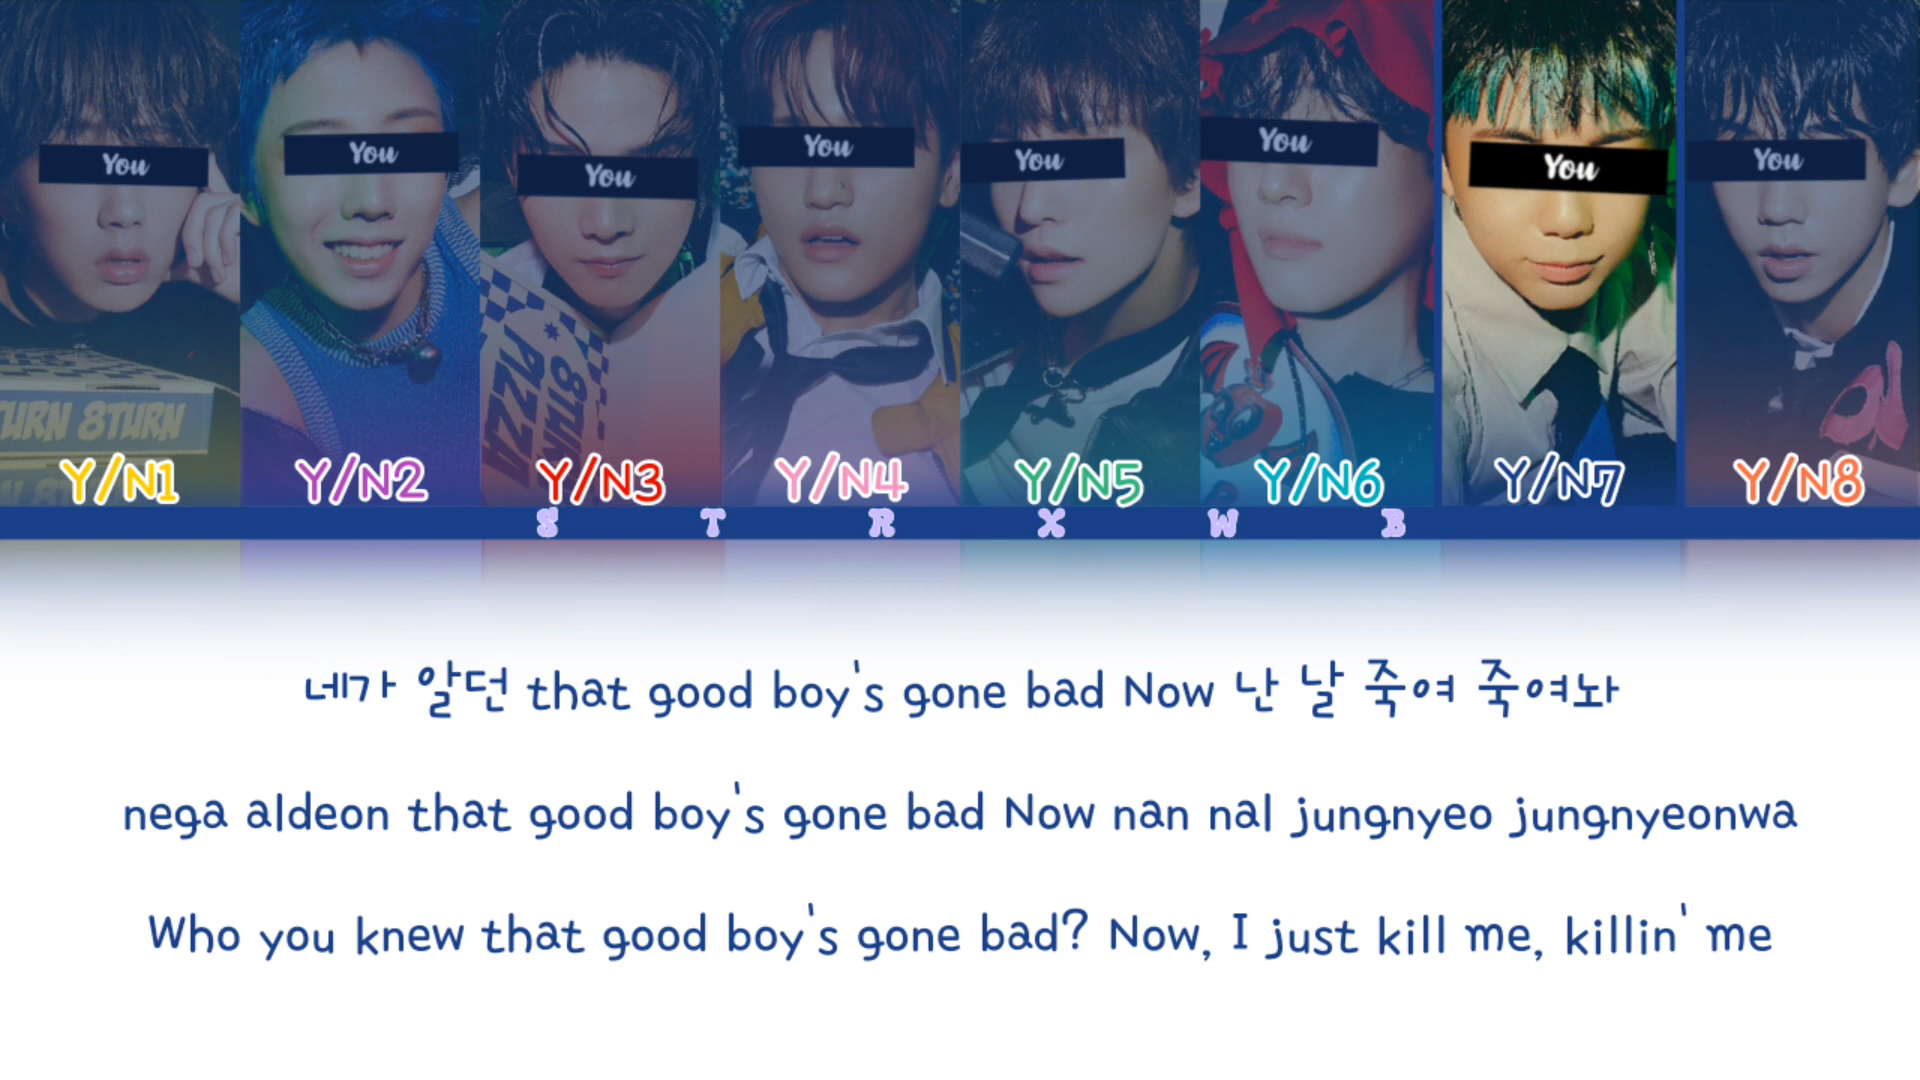 You You You You You You You You
TURN 8TURN
8TURN PIZZA
Y/N1 Y/N2 Y/N3 Y/N4 Y/N5 Y/N6 Y/N7 Y/N8
S T R X W B
네가 알던 that good boy's gone bad Now 난 날 죽여 죽여놔
nega aldeon that good boy's gone bad Now nan nal jungnyeo jungnyeonwa
Who you knew that good boy's gone bad? Now, I just kill me, killin' me